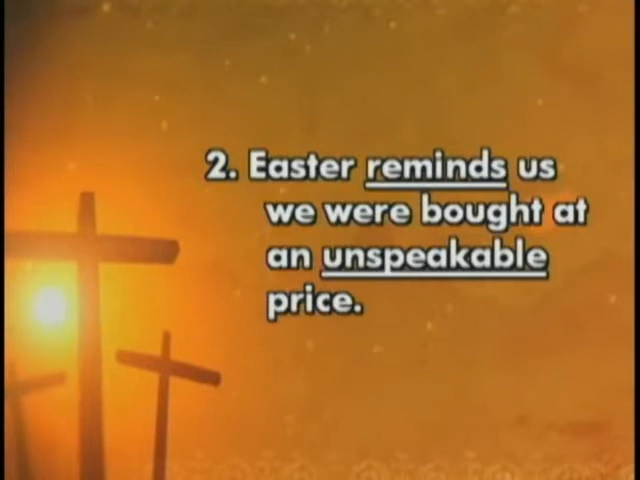 2. Easter reminds us
we were bought at
an unspeakable
price.